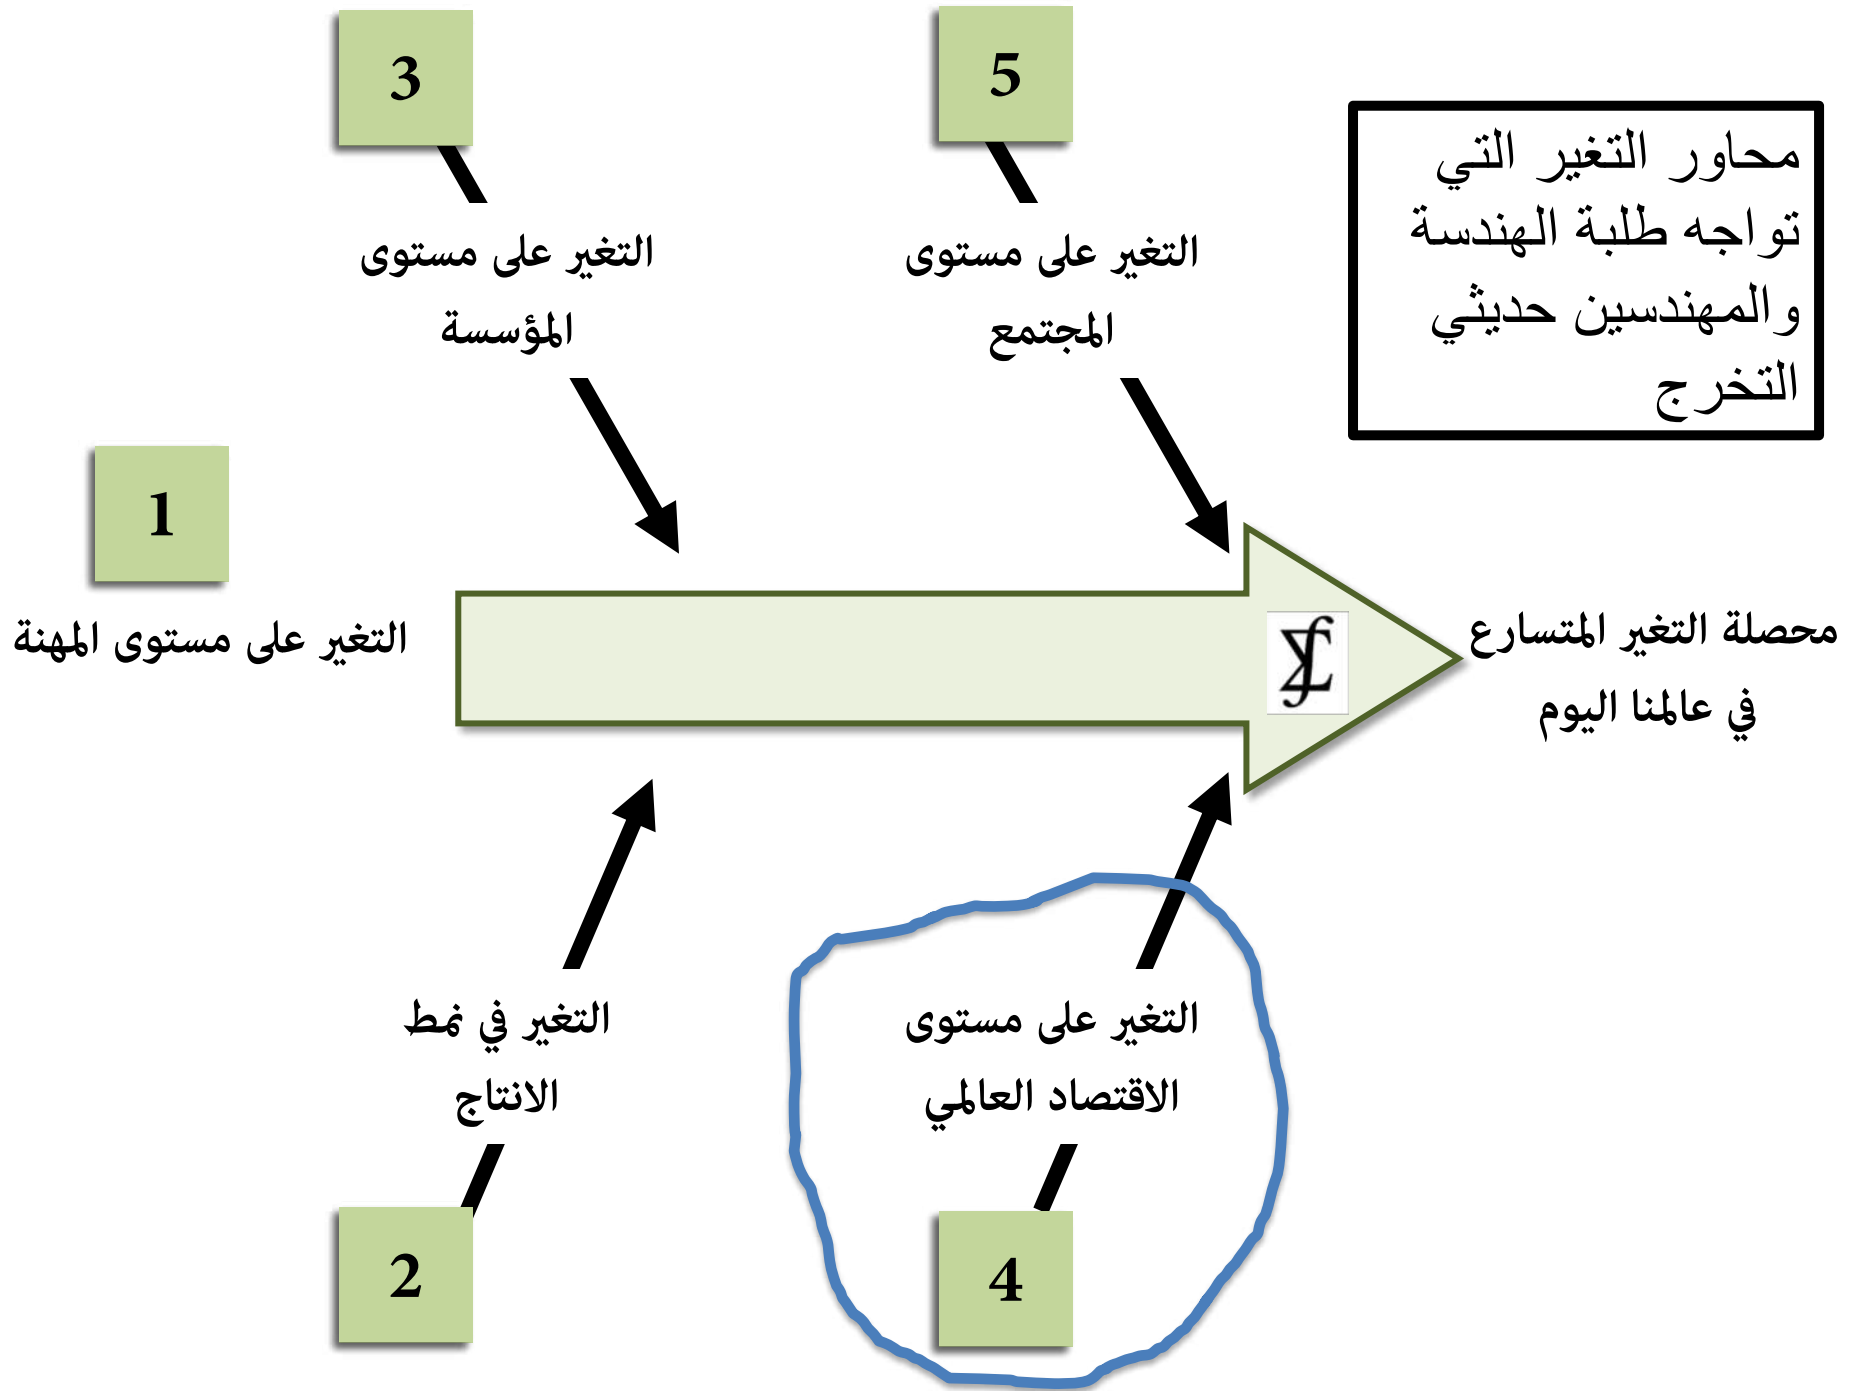 محاور التغير التي
تواجه طلبة الهندسة
والمهندسين حديثي
التخرج
3
التغير على مستوى
المؤسسة
5
التغير على مستوى
المجتمع
1
التغير على مستوى المهنة
محصلة التغير المتسارع
في عالمنا اليوم
التغير في نمط
الانتاج
2
التغير على مستوى
الاقتصاد العالمي
4